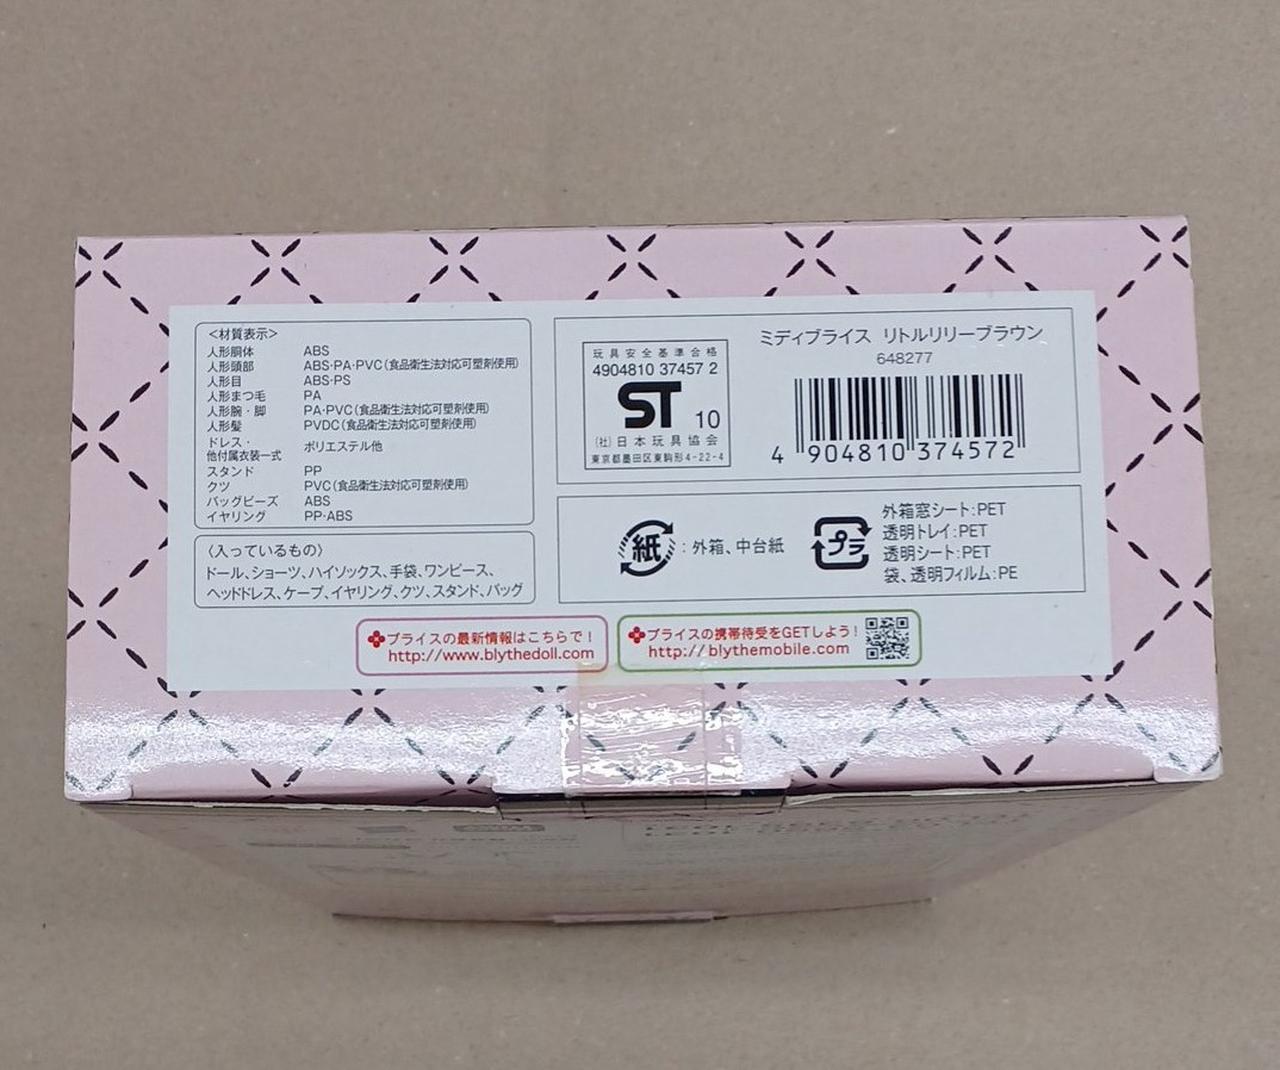 ＜材質表示＞
人形胴体 ABS
人形頭部 ABS·PA·PVC（食品衛生法対応可塑剤使用）
人形目 ABS·PS
人形まつ毛 PA
人形腕・脚 PA·PVC（食品衛生法対応可塑剤使用）
人形髪 PVDC（食品衛生法対応可塑剤使用）
ドレス・
他付属衣装一式 ポリエステル他
スタンド PP
クツ PVC（食品衛生法対応可塑剤使用）
バッグビーズ ABS
イヤリング PP·ABS
〈入っているもの〉
ドール、ショーツ、ハイソックス、手袋、ワンピース、
ヘッドドレス、ケープ、イヤリング、クツ、スタンド、バッグ
玩具安全基準合格
4904810 37457 2
ST 10
（社）日本玩具協会
東京都墨田区東駒形4-22-4
ミディブライス リトルリリーブラウン
648277
4 904810 374572
紙：外箱、中台紙
プラ
外箱窓シート：PET
透明トレイ：PET
透明シート：PET
袋、透明フィルム：PE
ブライスの最新情報はこちらで！
http://www.blythedoll.com
ブライスの携帯待受をGETしよう！
http://blythemobile.com